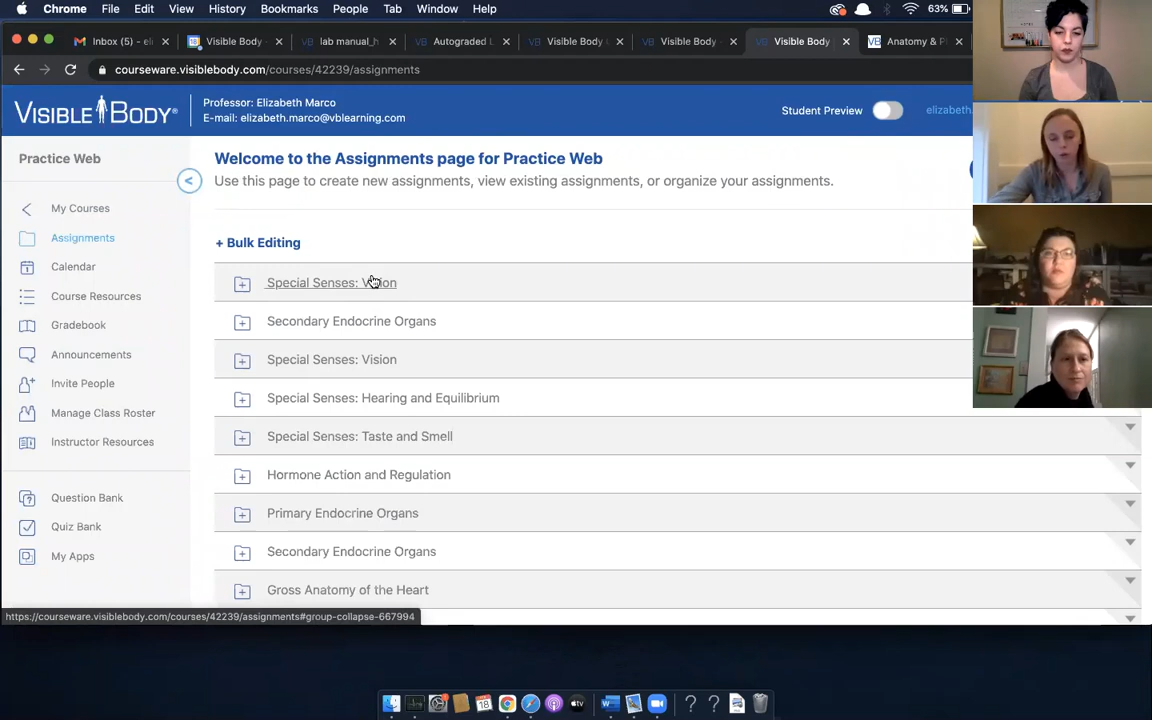 Chrome File Edit View History Bookmarks People Tab Window Help 63%
Inbox (5) - eli Visible Body - lab manual_h Autograded L Visible Body Visible Body - Visible Body Anatomy & P
courseware.visiblebody.com/courses/42239/assignments
VISIBLE BODY®
Professor: Elizabeth Marco
E-mail: elizabeth.marco@vblearning.com
Student Preview
elizabeth.
Practice Web
<
My Courses
Assignments
Calendar
Course Resources
Gradebook
Announcements
Invite People
Manage Class Roster
Instructor Resources
Question Bank
Quiz Bank
My Apps
Welcome to the Assignments page for Practice Web
Use this page to create new assignments, view existing assignments, or organize your assignments.
+ Bulk Editing
Special Senses: Vision
Secondary Endocrine Organs
Special Senses: Vision
Special Senses: Hearing and Equilibrium
Special Senses: Taste and Smell
Hormone Action and Regulation
Primary Endocrine Organs
Secondary Endocrine Organs
Gross Anatomy of the Heart
https://courseware.visiblebody.com/courses/42239/assignments#group-collapse-667994